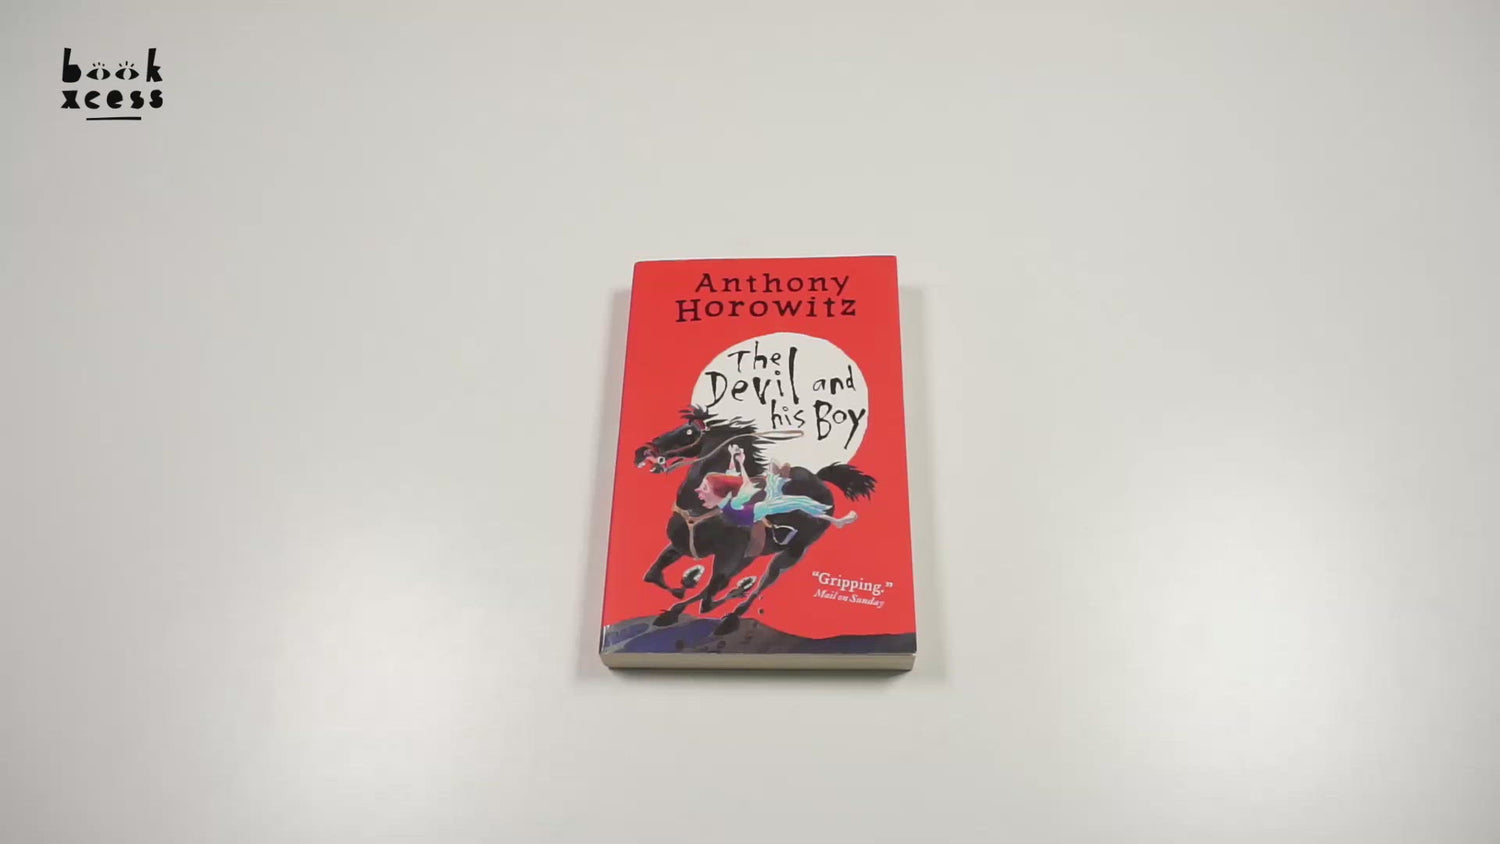 book
xcess
Anthony
Horowitz
The
Devil and
his Boy
"Gripping."
Mail on Sunday